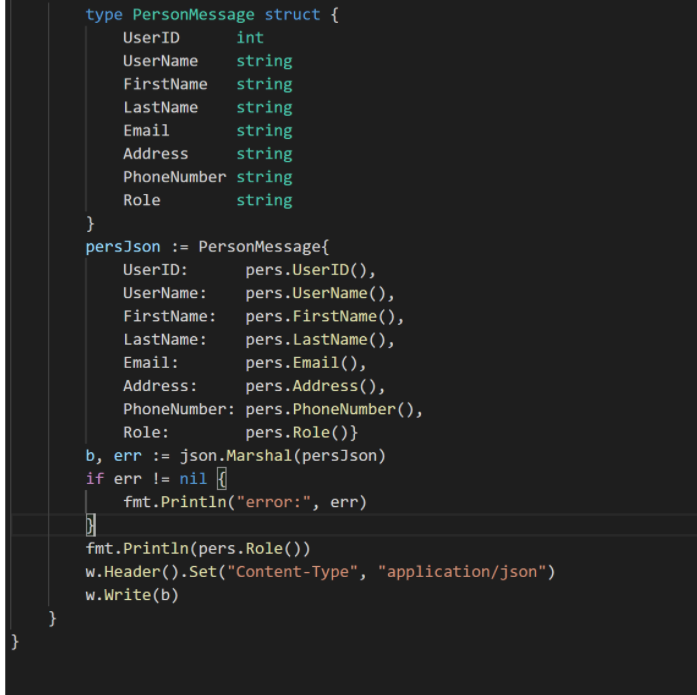 type PersonMessage struct {
    UserID      int
    UserName    string
    FirstName   string
    LastName    string
    Email       string
    Address     string
    PhoneNumber string
    Role        string
}
persJson := PersonMessage{
    UserID:      pers.UserID(),
    UserName:    pers.UserName(),
    FirstName:   pers.FirstName(),
    LastName:    pers.LastName(),
    Email:       pers.Email(),
    Address:     pers.Address(),
    PhoneNumber: pers.PhoneNumber(),
    Role:        pers.Role()}
b, err := json.Marshal(persJson)
if err != nil {
    fmt.Println("error:", err)
}
fmt.Println(pers.Role())
w.Header().Set("Content-Type", "application/json")
w.Write(b)
}
}